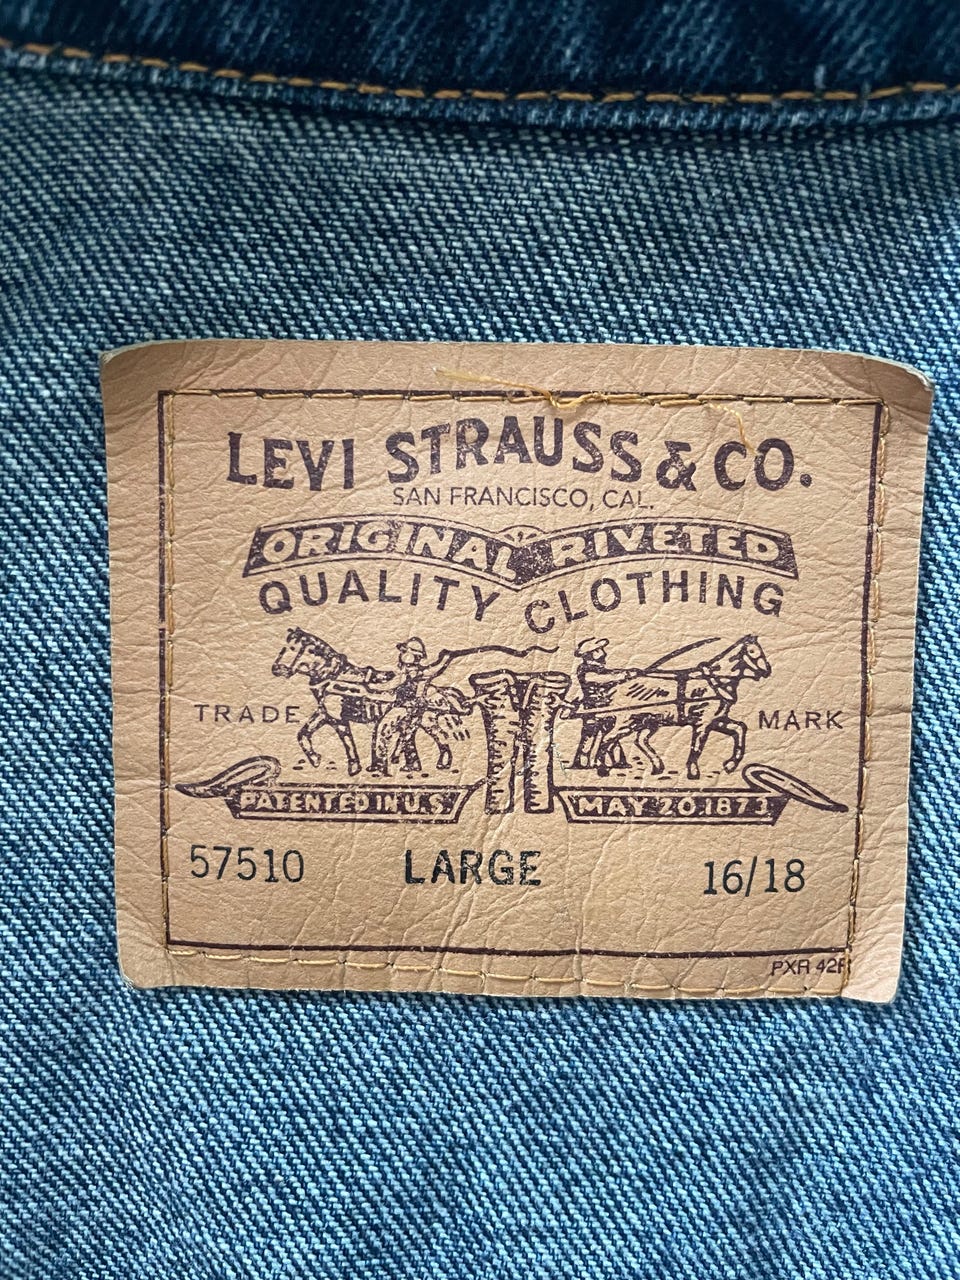 LEVI STRAUSS & CO.
SAN FRANCISCO, CAL.
ORIGINAL RIVETED
QUALITY CLOTHING
TRADE MARK
PATENTED IN U.S. MAY 20 1873
57510 LARGE 16/18
PXR